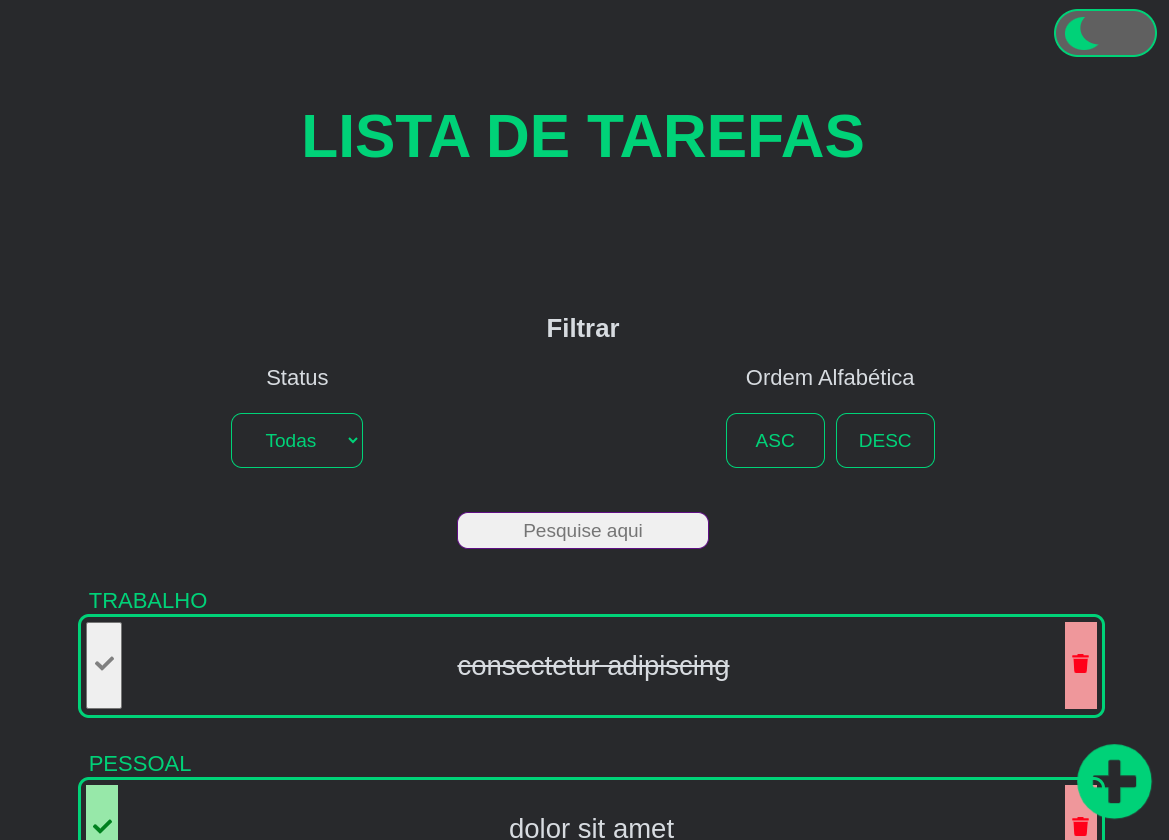 LISTA DE TAREFAS
Filtrar
Status
Ordem Alfabética
Todas
ASC
DESC
Pesquise aqui
TRABALHO
consectetur adipiscing
PESSOAL
dolor sit amet